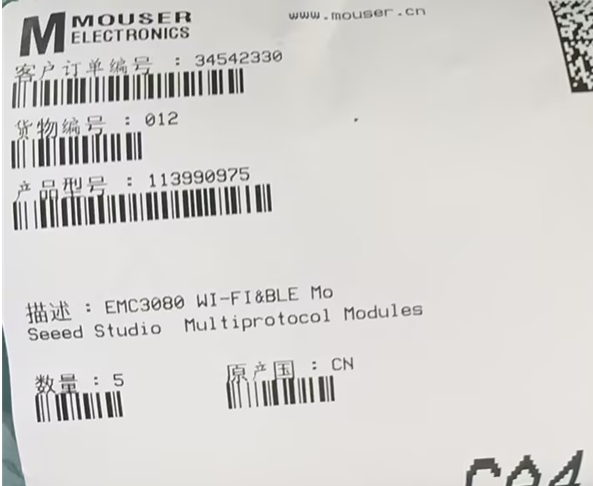 MOUSER
ELECTRONICS
www.mouser.cn
客户订单编号 : 34542330
货物编号 : 012
产品型号 : 113990975
描述 : EMC3080 WI-FI&BLE Mo
Seeed Studio Multiprotocol Modules
数量 : 5
原产国 : CN